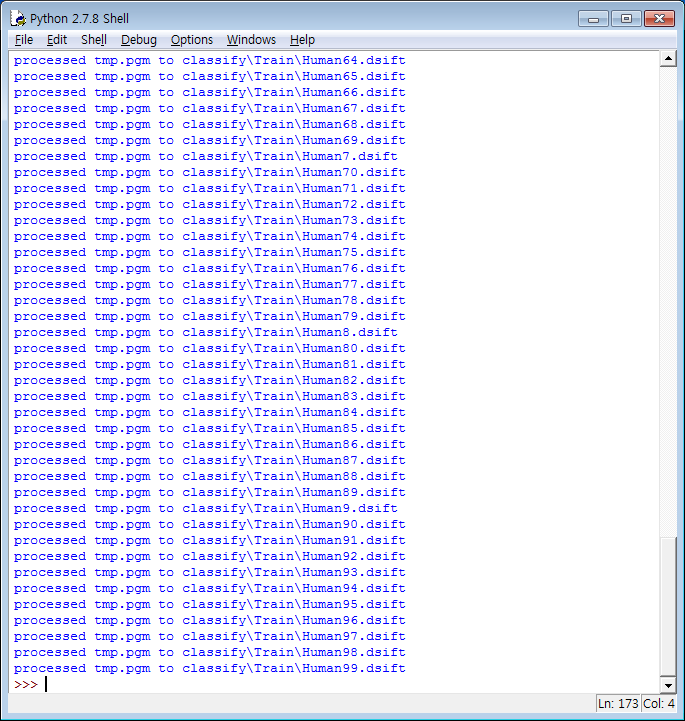 Python 2.7.8 Shell
File Edit Shell Debug Options Windows Help
processed tmp.pgm to classify\Train\Human64.dsift
processed tmp.pgm to classify\Train\Human65.dsift
processed tmp.pgm to classify\Train\Human66.dsift
processed tmp.pgm to classify\Train\Human67.dsift
processed tmp.pgm to classify\Train\Human68.dsift
processed tmp.pgm to classify\Train\Human69.dsift
processed tmp.pgm to classify\Train\Human7.dsift
processed tmp.pgm to classify\Train\Human70.dsift
processed tmp.pgm to classify\Train\Human71.dsift
processed tmp.pgm to classify\Train\Human72.dsift
processed tmp.pgm to classify\Train\Human73.dsift
processed tmp.pgm to classify\Train\Human74.dsift
processed tmp.pgm to classify\Train\Human75.dsift
processed tmp.pgm to classify\Train\Human76.dsift
processed tmp.pgm to classify\Train\Human77.dsift
processed tmp.pgm to classify\Train\Human78.dsift
processed tmp.pgm to classify\Train\Human79.dsift
processed tmp.pgm to classify\Train\Human8.dsift
processed tmp.pgm to classify\Train\Human80.dsift
processed tmp.pgm to classify\Train\Human81.dsift
processed tmp.pgm to classify\Train\Human82.dsift
processed tmp.pgm to classify\Train\Human83.dsift
processed tmp.pgm to classify\Train\Human84.dsift
processed tmp.pgm to classify\Train\Human85.dsift
processed tmp.pgm to classify\Train\Human86.dsift
processed tmp.pgm to classify\Train\Human87.dsift
processed tmp.pgm to classify\Train\Human88.dsift
processed tmp.pgm to classify\Train\Human89.dsift
processed tmp.pgm to classify\Train\Human9.dsift
processed tmp.pgm to classify\Train\Human90.dsift
processed tmp.pgm to classify\Train\Human91.dsift
processed tmp.pgm to classify\Train\Human92.dsift
processed tmp.pgm to classify\Train\Human93.dsift
processed tmp.pgm to classify\Train\Human94.dsift
processed tmp.pgm to classify\Train\Human95.dsift
processed tmp.pgm to classify\Train\Human96.dsift
processed tmp.pgm to classify\Train\Human97.dsift
processed tmp.pgm to classify\Train\Human98.dsift
processed tmp.pgm to classify\Train\Human99.dsift
>>>
Ln: 173 Col: 4